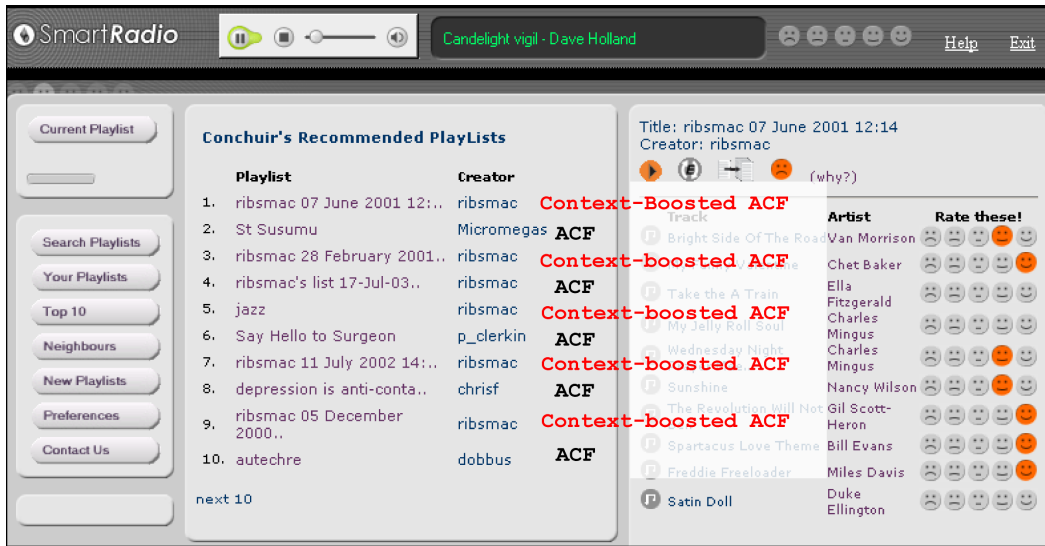 SmartRadio
Candelight vigil - Dave Holland
Help Exit
Current Playlist
Search Playlists
Your Playlists
Top 10
Neighbours
New Playlists
Preferences
Contact Us
Conchuir's Recommended PlayLists
Playlist Creator
1. ribsmac 07 June 2001 12:.. ribsmac Context-Boosted ACF
2. St Susumu Micromegas ACF
3. ribsmac 28 February 2001.. ribsmac Context-boosted ACF
4. ribsmac's list 17-Jul-03.. ribsmac ACF
5. jazz ribsmac Context-boosted ACF
6. Say Hello to Surgeon p_clerkin ACF
7. ribsmac 11 July 2002 14:.. ribsmac Context-boosted ACF
8. depression is anti-conta.. chrisf ACF
9. ribsmac 05 December
2000.. ribsmac Context-boosted ACF
10. autechre dobbus ACF
next 10
Title: ribsmac 07 June 2001 12:14
Creator: ribsmac
(why?)
Track Artist Rate these!
Bright Side Of The Road Van Morrison
Chet Baker
Take the A Train Ella
Fitzgerald
My Jelly Roll Soul Charles
Mingus
Wednesday Night Charles
Mingus
Sunshine Nancy Wilson
The Revolution Will Not Gil Scott-
Heron
Spartacus Love Theme Bill Evans
Freddie Freeloader Miles Davis
Satin Doll Duke
Ellington